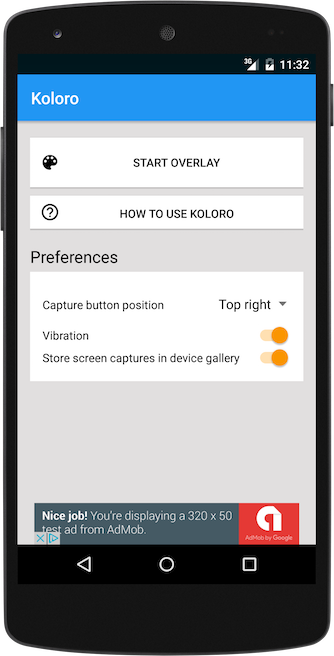 3G 11:32
Koloro
START OVERLAY
HOW TO USE KOLORO
Preferences
Capture button position Top right
Vibration
Store screen captures in device gallery
Nice job! You're displaying a 320 x 50
test ad from AdMob.
AdMob by Google